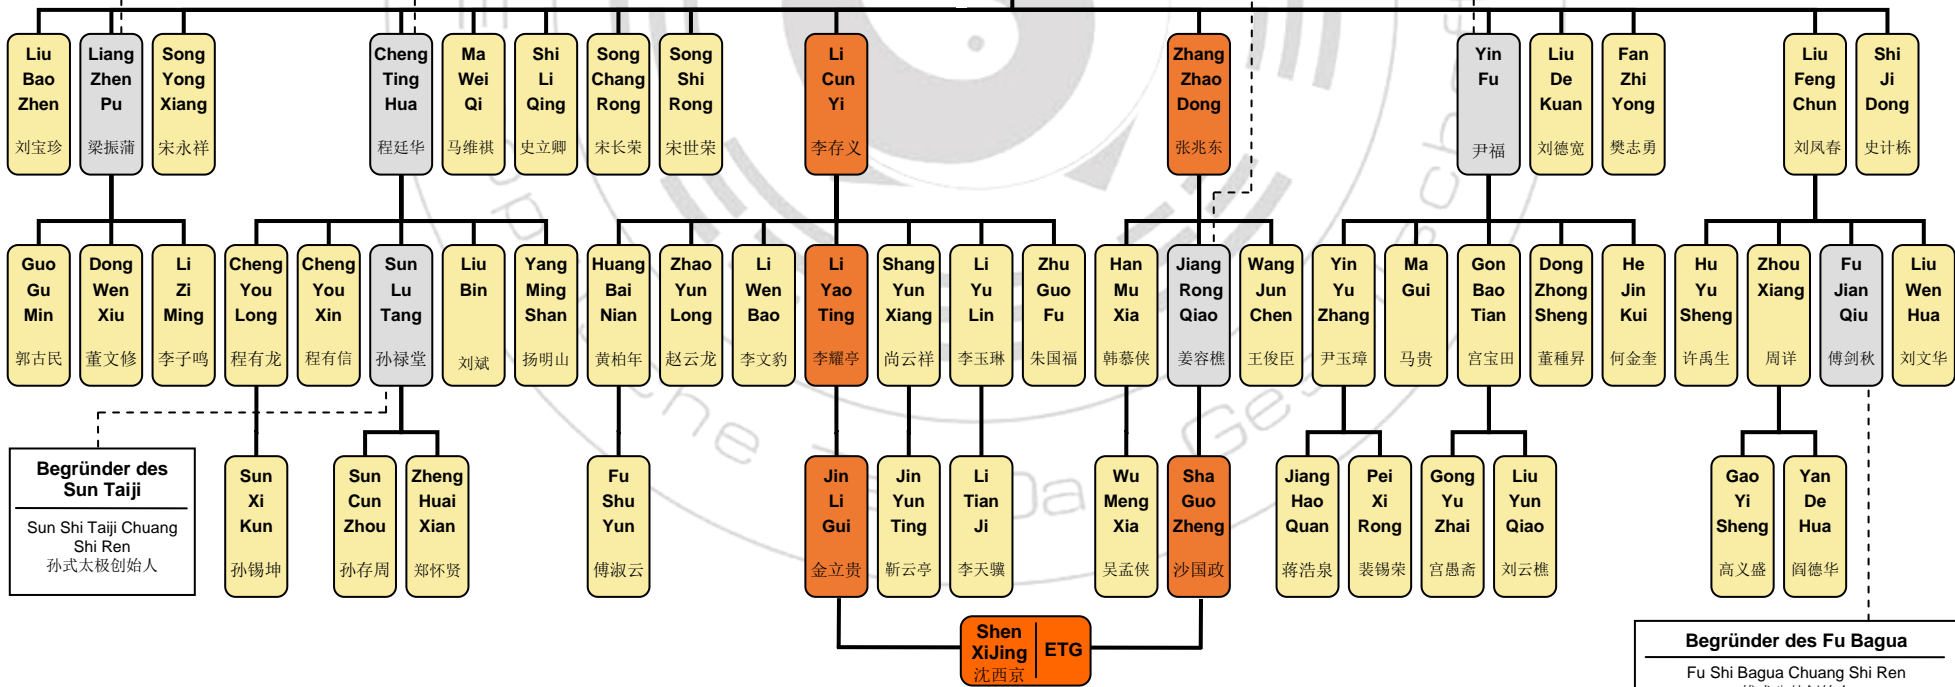 Liu
Bao
Zhen
刘宝珍
Liang
Zhen
Pu
梁振蒲
Song
Yong
Xiang
宋永祥
Cheng
Ting
Hua
程廷华
Ma
Wei
Qi
马维祺
Shi
Li
Qing
史立卿
Song
Chang
Rong
宋长荣
Song
Shi
Rong
宋世荣
Li
Cun
Yi
李存义
Zhang
Zhao
Dong
张兆东
Yin
Fu
尹福
Liu
De
Kuan
刘德宽
Fan
Zhi
Yong
樊志勇
Liu
Feng
Chun
刘凤春
Shi
Ji
Dong
史计栋
Guo
Gu
Min
郭古民
Dong
Wen
Xiu
董文修
Li
Zi
Ming
李子鸣
Cheng
You
Long
程有龙
Cheng
You
Xin
程有信
Sun
Lu
Tang
孙禄堂
Liu
Bin
刘斌
Yang
Ming
Shan
扬明山
Huang
Bai
Nian
黄柏年
Zhao
Yun
Long
赵云龙
Li
Wen
Bao
李文豹
Li
Yao
Ting
李耀亭
Shang
Yun
Xiang
尚云祥
Li
Yu
Lin
李玉琳
Zhu
Guo
Fu
朱国福
Han
Mu
Xia
韩慕侠
Jiang
Rong
Qiao
姜容樵
Wang
Jun
Chen
王俊臣
Yin
Yu
Zhang
尹玉璋
Ma
Gui
马贵
Gon
Bao
Tian
宫宝田
Dong
Zhong
Sheng
董種昇
He
Jin
Kui
何金奎
Hu
Yu
Sheng
许禹生
Zhou
Xiang
周详
Fu
Jian
Qiu
傅剑秋
Liu
Wen
Hua
刘文华
Begründer des
Sun Taiji
Sun Shi Taiji Chuang
Shi Ren
孙式太极创始人
Sun
Xi
Kun
孙锡坤
Sun
Cun
Zhou
孙存周
Zheng
Huai
Xian
郑怀贤
Fu
Shu
Yun
傅淑云
Jin
Li
Gui
金立贵
Jin
Yun
Ting
靳云亭
Li
Tian
Ji
李天骥
Wu
Meng
Xia
吴孟侠
Sha
Guo
Zheng
沙国政
Jiang
Hao
Quan
蒋浩泉
Pei
Xi
Rong
裴锡荣
Gong
Yu
Zhai
宫愚斋
Liu
Yun
Qiao
刘云樵
Gao
Yi
Sheng
高义盛
Yan
De
Hua
阎德华
Shen
XiJing
沈西京
ETG
Begründer des Fu Bagua
Fu Shi Bagua Chuang Shi Ren